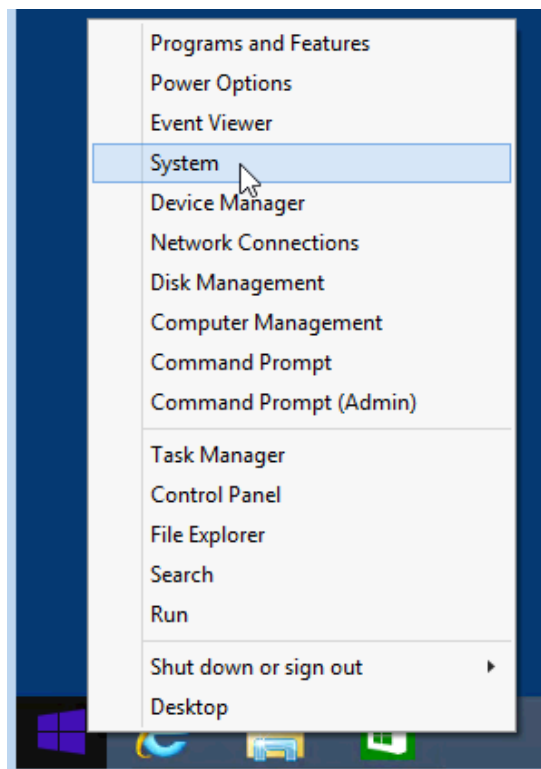 Programs and Features
Power Options
Event Viewer
System
Device Manager
Network Connections
Disk Management
Computer Management
Command Prompt
Command Prompt (Admin)
Task Manager
Control Panel
File Explorer
Search
Run
Shut down or sign out
Desktop